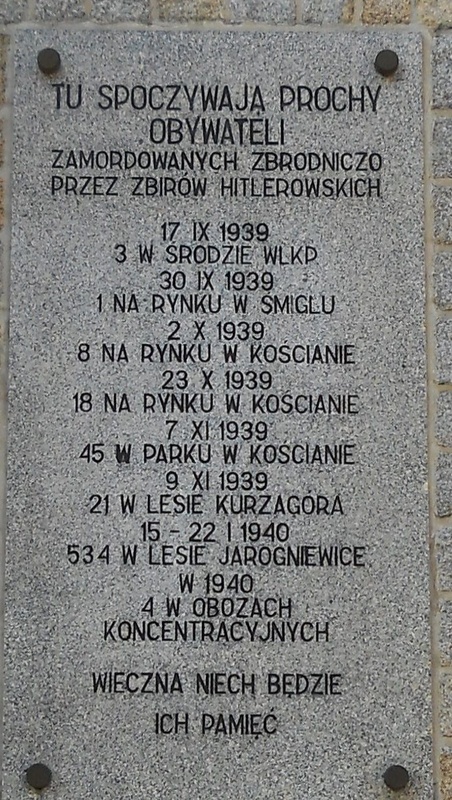 TU SPOCZYWAJĄ PROCHY
OBYWATELI
ZAMORDOWANYCH ZBRODNICZO
PRZEZ ZBIRÓW HITLEROWSKICH
17 IX 1939
3 W ŚRODZIE WLKP
30 IX 1939
1 NA RYNKU W ŚMIGLU
2 X 1939
8 NA RYNKU W KOŚCIANIE
23 X 1939
18 NA RYNKU W KOŚCIANIE
7 XI 1939
45 W PARKU W KOŚCIANIE
9 XI 1939
21 W LESIE KURZAGÓRA
15 - 22 I 1940
534 W LESIE JAROGNIEWICE
W 1940
4 W OBOZACH
KONCENTRACYJNYCH
WIECZNA NIECH BĘDZIE
ICH PAMIĘĆ